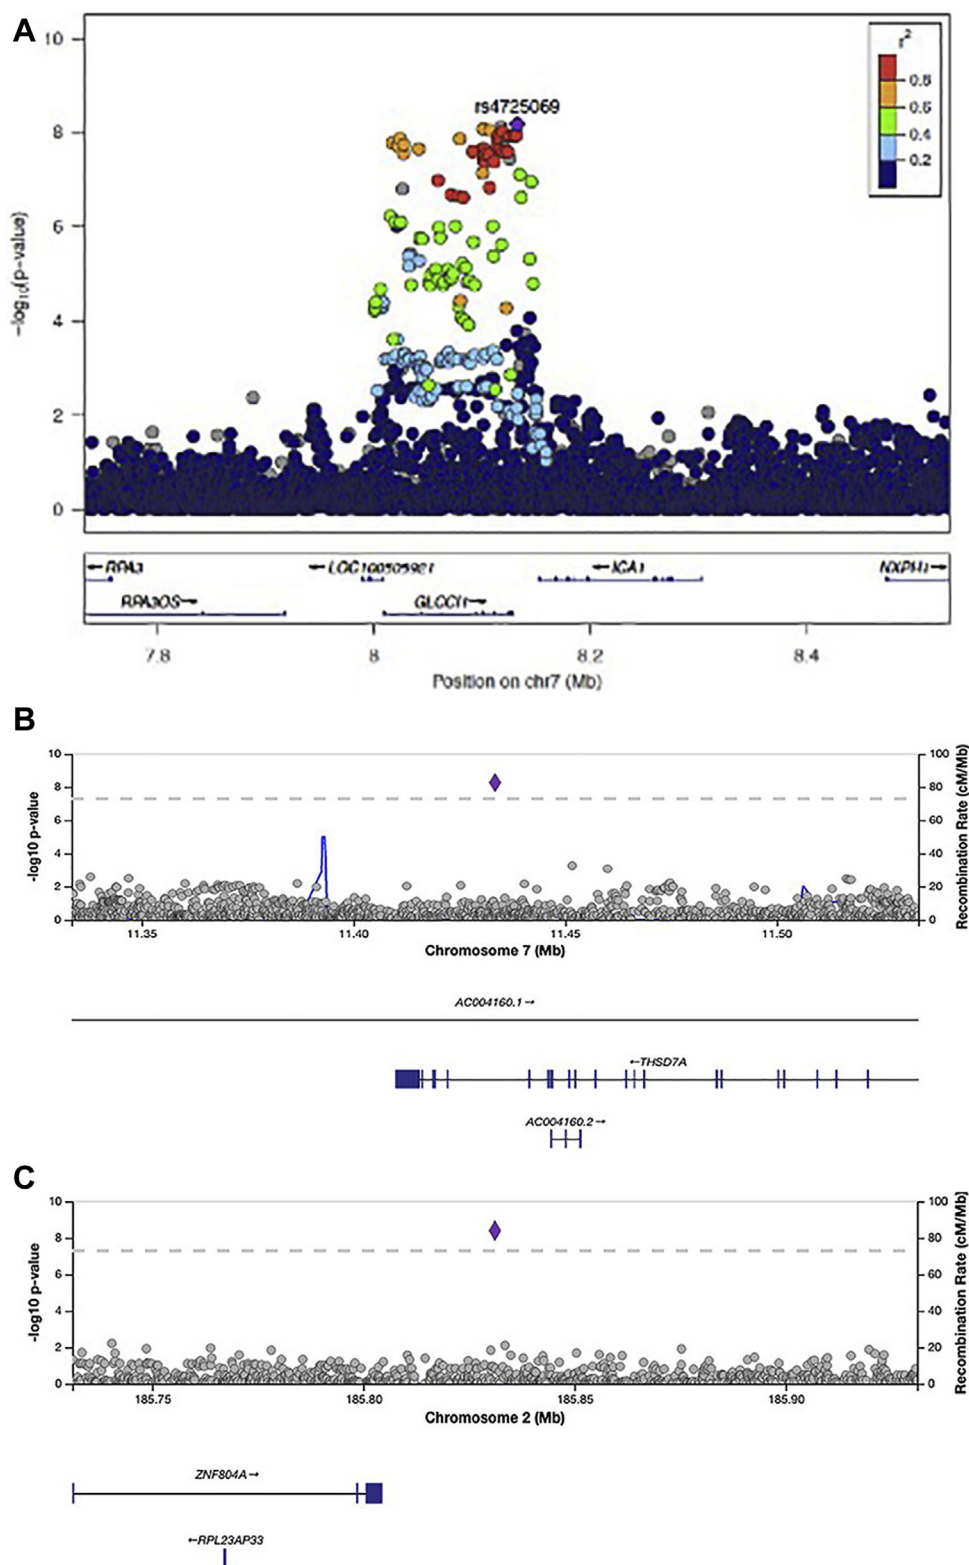 A
10
8
6
4
2
0
−log10(p-value)
rs4725069
r2
0.8
0.6
0.4
0.2
←RPA3
←LOC100505921
←ICA1
NXPH1→
RPA3OS→
GLCCI1→
7.8 8 8.2 8.4
Position on chr7 (Mb)
B
10
8
6
4
2
0
-log10 p-value
100
80
60
40
20
0
Recombination Rate (cM/Mb)
11.35 11.40 11.45 11.50
Chromosome 7 (Mb)
AC004160.1→
←THSD7A
AC004160.2→
C
10
8
6
4
2
0
-log10 p-value
100
80
60
40
20
0
Recombination Rate (cM/Mb)
185.75 185.80 185.85 185.90
Chromosome 2 (Mb)
ZNF804A→
←RPL23AP33